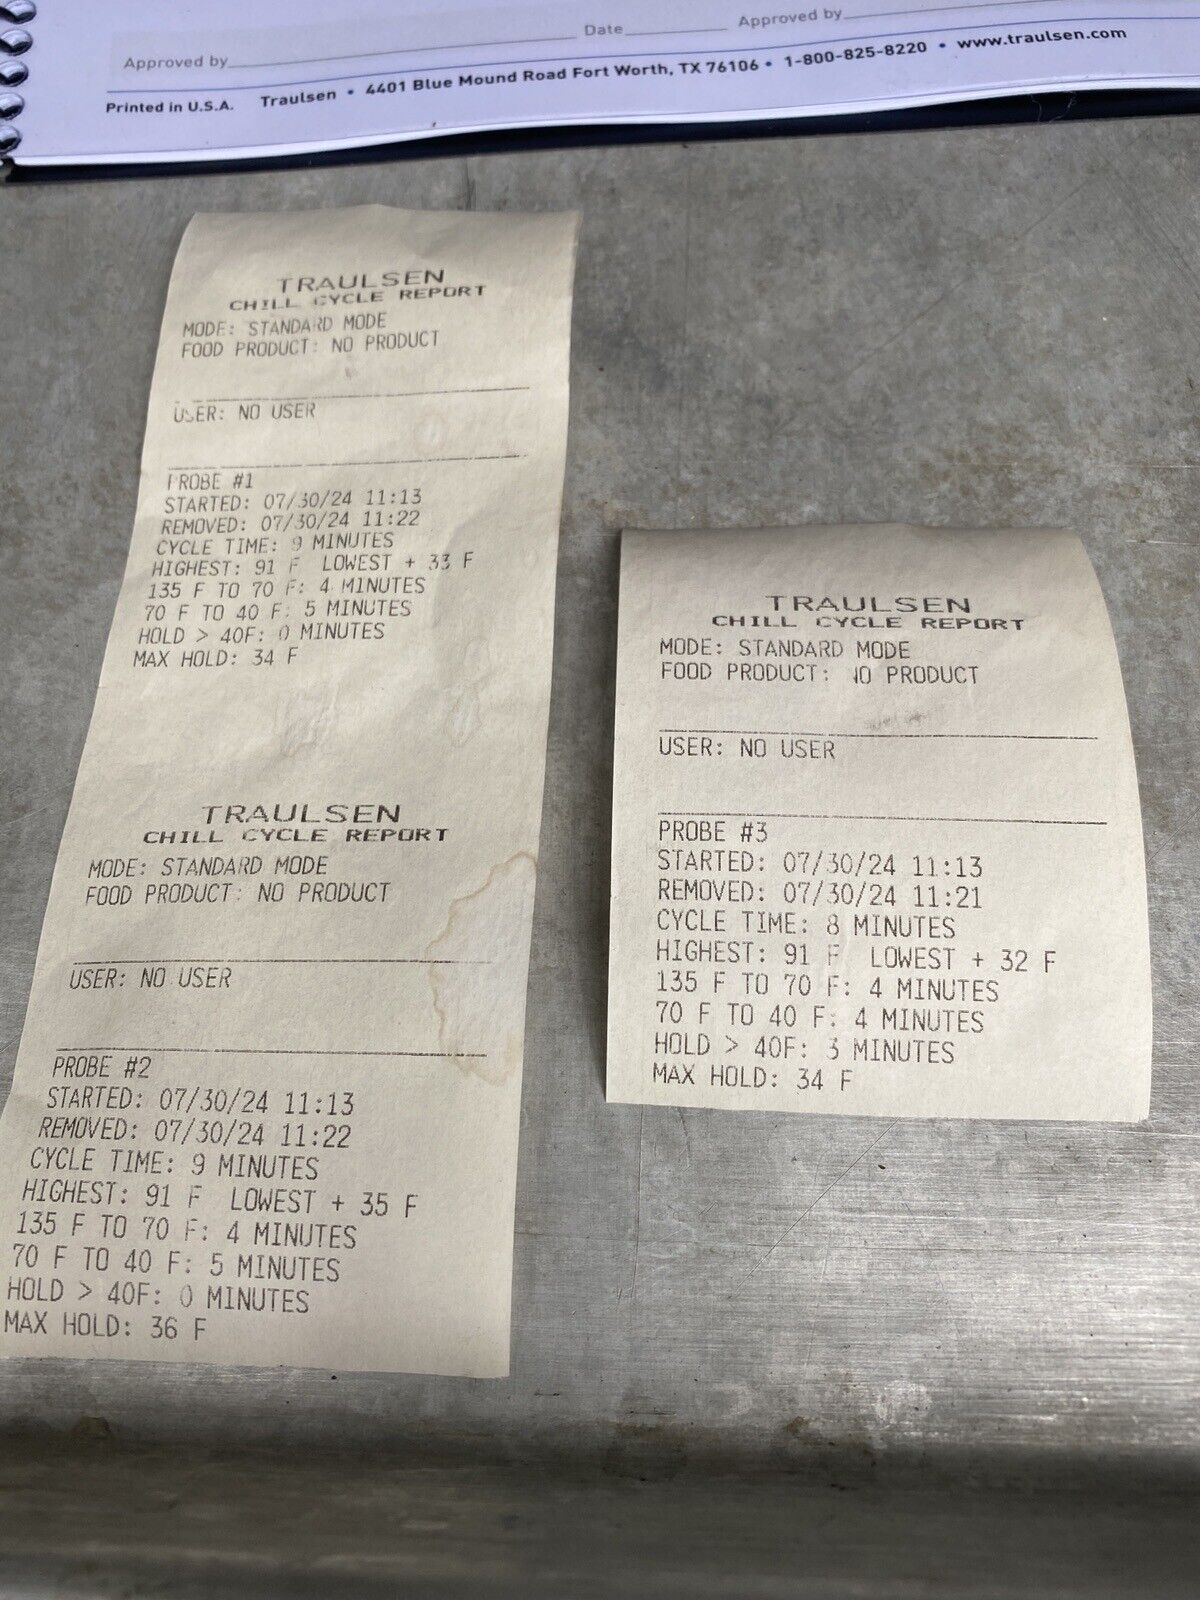 Approved by Date Approved by
Printed in U.S.A. Traulsen • 4401 Blue Mound Road Fort Worth, TX 76106 • 1-800-825-8220 • www.traulsen.com
TRAULSEN
CHILL CYCLE REPORT
MODE: STANDARD MODE
FOOD PRODUCT: NO PRODUCT
USER: NO USER
PROBE #1
STARTED: 07/30/24 11:13
REMOVED: 07/30/24 11:22
CYCLE TIME: 9 MINUTES
HIGHEST: 91 F LOWEST + 33 F
135 F TO 70 F: 4 MINUTES
70 F TO 40 F: 5 MINUTES
HOLD > 40F: 0 MINUTES
MAX HOLD: 34 F
TRAULSEN
CHILL CYCLE REPORT
MODE: STANDARD MODE
FOOD PRODUCT: NO PRODUCT
USER: NO USER
PROBE #2
STARTED: 07/30/24 11:13
REMOVED: 07/30/24 11:22
CYCLE TIME: 9 MINUTES
HIGHEST: 91 F LOWEST + 35 F
135 F TO 70 F: 4 MINUTES
70 F TO 40 F: 5 MINUTES
HOLD > 40F: 0 MINUTES
MAX HOLD: 36 F
TRAULSEN
CHILL CYCLE REPORT
MODE: STANDARD MODE
FOOD PRODUCT: NO PRODUCT
USER: NO USER
PROBE #3
STARTED: 07/30/24 11:13
REMOVED: 07/30/24 11:21
CYCLE TIME: 8 MINUTES
HIGHEST: 91 F LOWEST + 32 F
135 F TO 70 F: 4 MINUTES
70 F TO 40 F: 4 MINUTES
HOLD > 40F: 3 MINUTES
MAX HOLD: 34 F